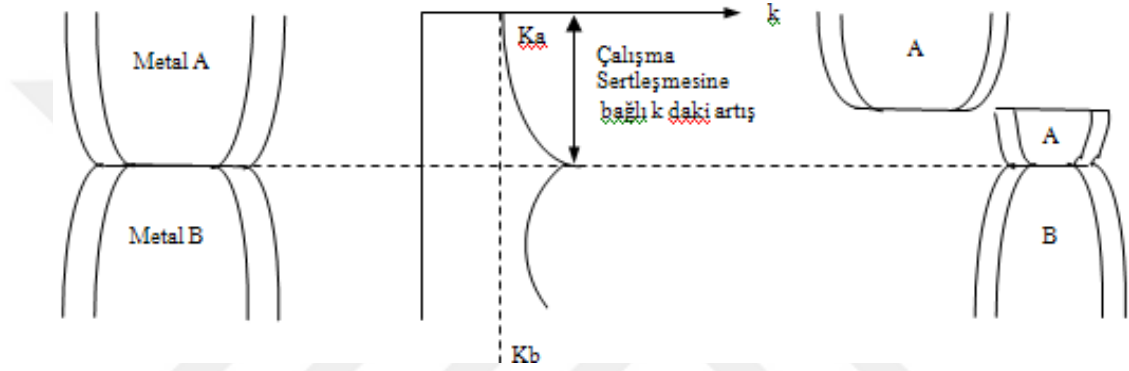 Metal A
Metal B
Ka
k
Çalışma
Sertleşmesine
bağlı k daki artış
Kb
A
A
B